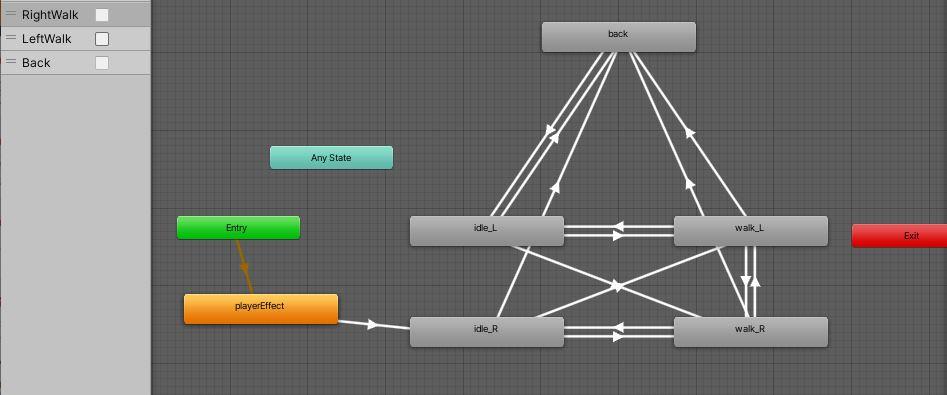 RightWalk
LeftWalk
Back
back
Any State
Entry
idle_L
walk_L
Exit
playerEffect
idle_R
walk_R